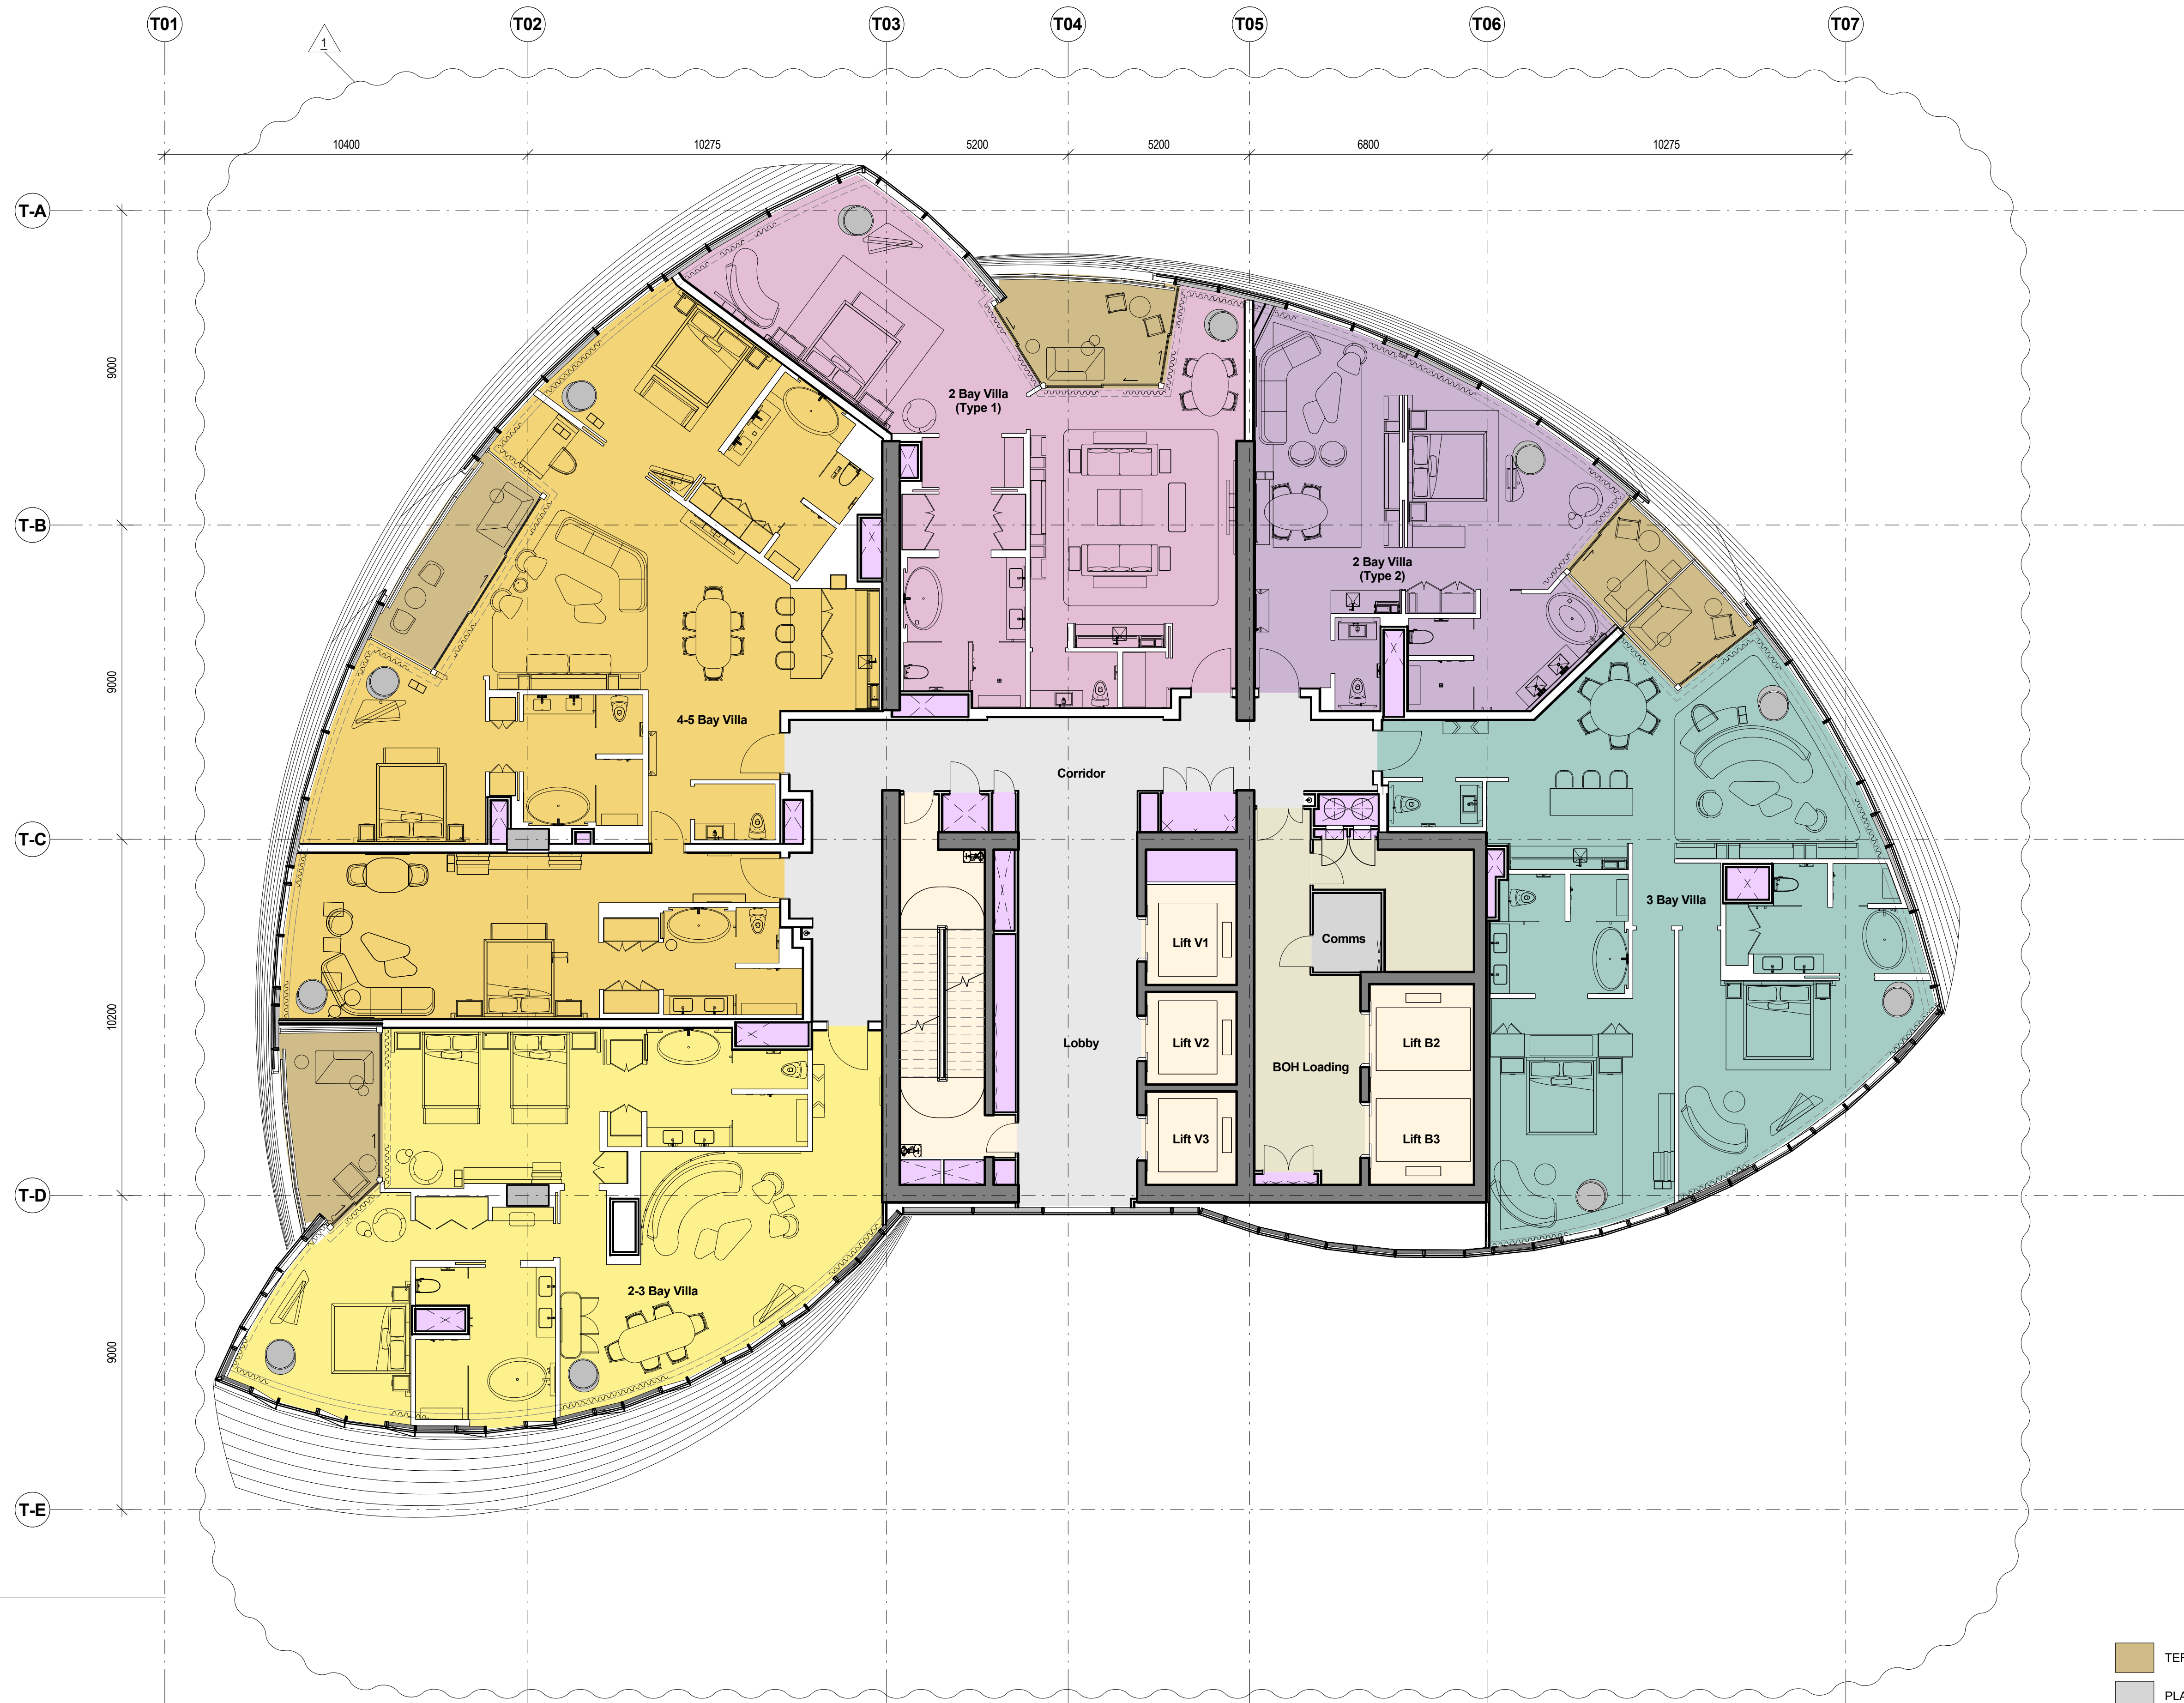 T01
T02
T03
T04
T05
T06
T07
1
10400
10275
5200
5200
6800
10275
T-A
9000
2 Bay Villa
(Type 1)
T-B
2 Bay Villa
(Type 2)
9000
4-5 Bay Villa
Corridor
T-C
3 Bay Villa
Comms
Lift V1
10200
Lobby
Lift V2
Lift B2
BOH Loading
Lift V3
Lift B3
T-D
2-3 Bay Villa
9000
T-E